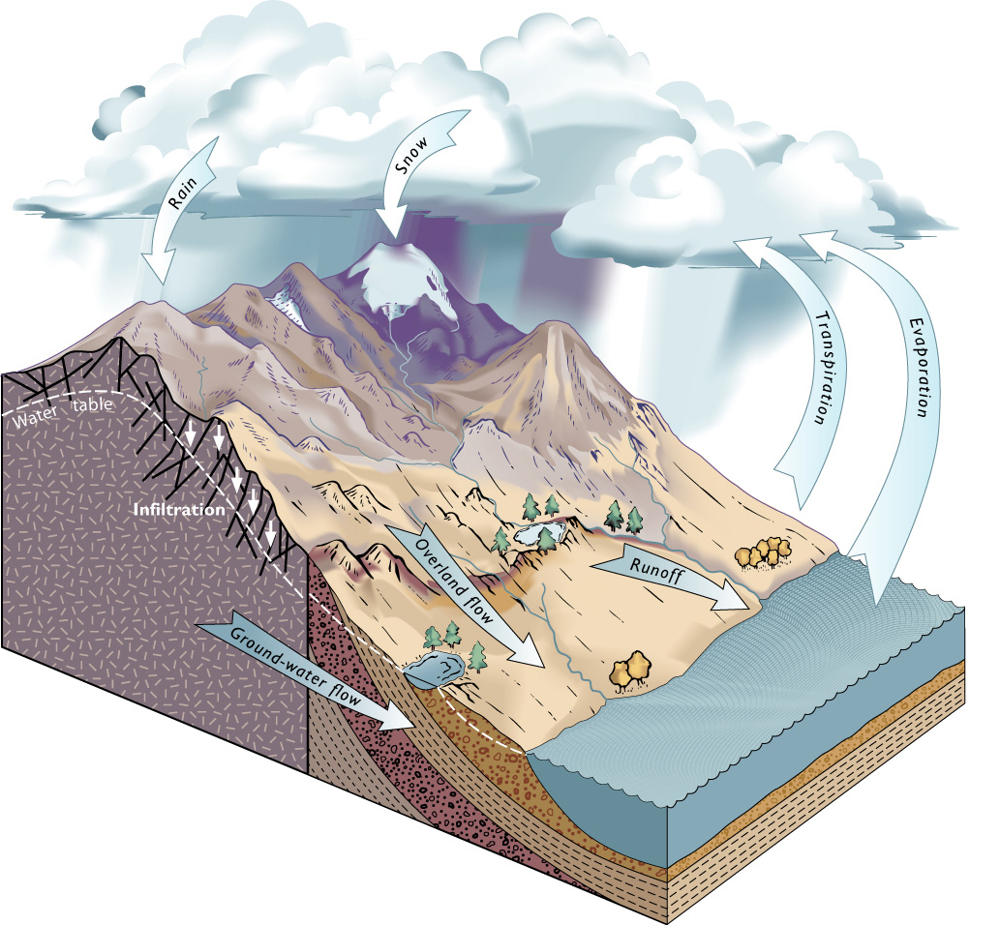 Snow
Rain
Transpiration
Evaporation
Water table
Infiltration
Overland flow
Runoff
Ground-water flow